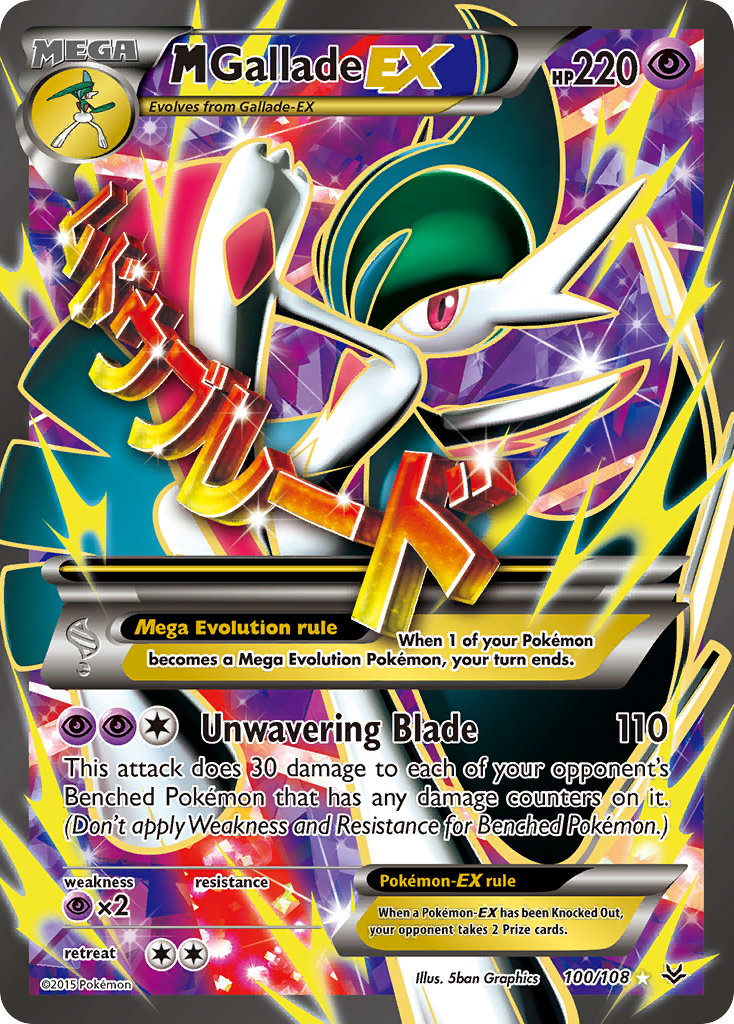 MEGA
MGalladeEX
HP220
Evolves from Gallade-EX
アンバウブレード
Mega Evolution rule
When 1 of your Pokémon
becomes a Mega Evolution Pokémon, your turn ends.
Unwavering Blade 110
This attack does 30 damage to each of your opponent's
Benched Pokémon that has any damage counters on it.
(Don't apply Weakness and Resistance for Benched Pokémon.)
weakness resistance
×2
Pokémon-EX rule
When a Pokémon-EX has been Knocked Out,
your opponent takes 2 Prize cards.
retreat
©2015 Pokémon
Illus. 5ban Graphics
100/108